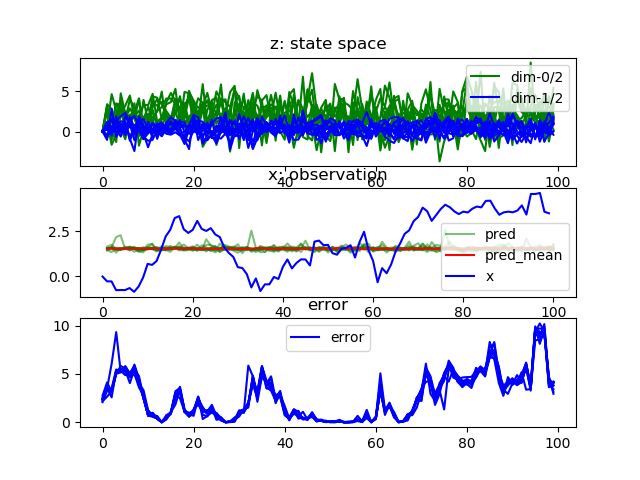 z: state space
5
0
dim-0/2
dim-1/2
0 20 40 60 80 100
x: observation
2.5
0.0
pred
pred_mean
x
0 20 40 60 80 100
error
10
5
0
error
0 20 40 60 80 100